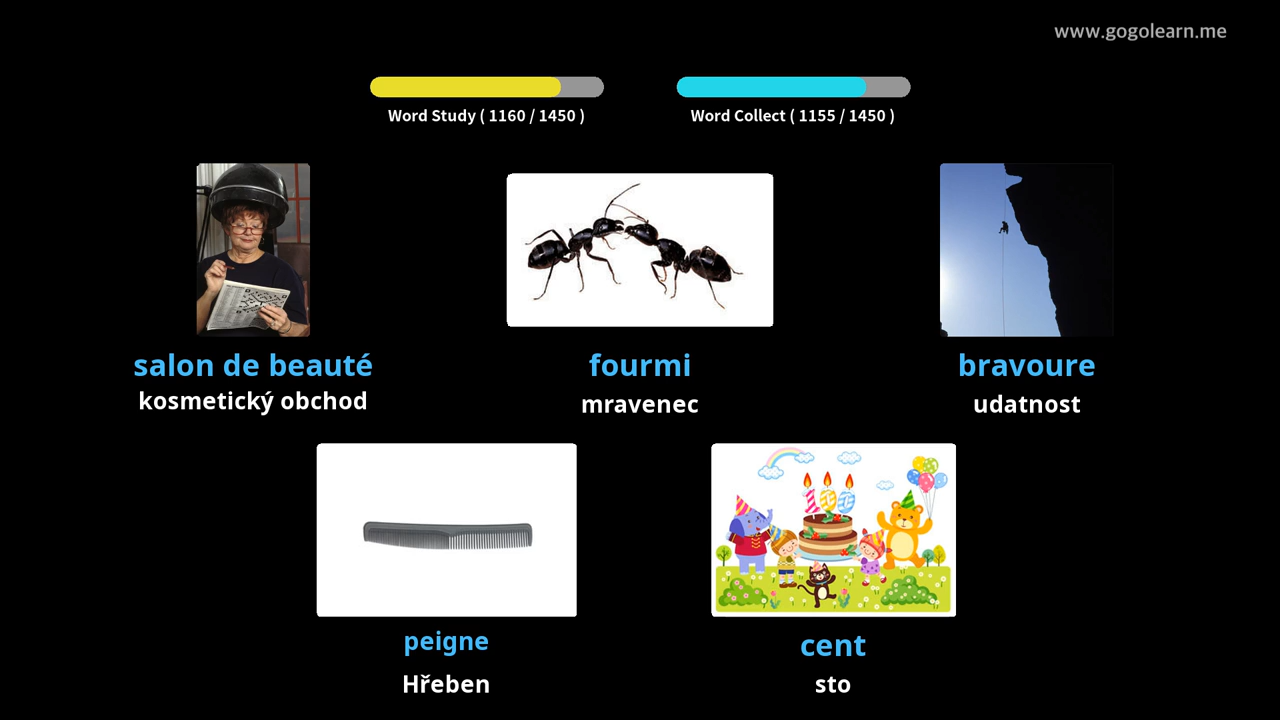 www.gogolearn.me
Word Study ( 1160 / 1450 )
Word Collect ( 1155 / 1450 )
salon de beauté
kosmetický obchod
fourmi
mravenec
bravoure
udatnost
100
peigne
Hřeben
cent
sto